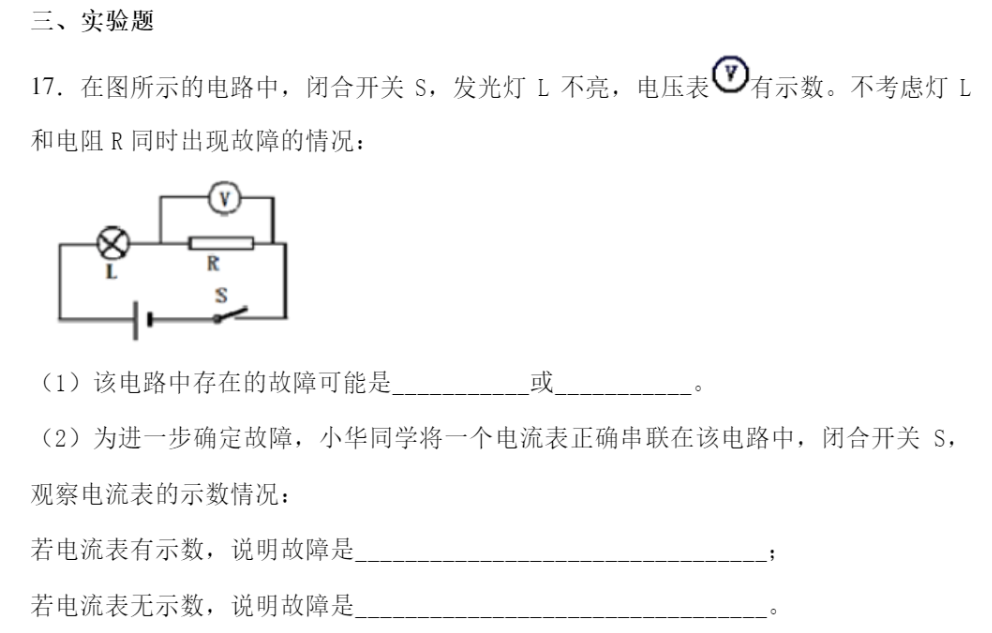 三、实验题
17. 在图所示的电路中，闭合开关 S，发光灯 L 不亮，电压表Ⓥ有示数。不考虑灯 L
和电阻 R 同时出现故障的情况：
V
L
R
S
（1）该电路中存在的故障可能是___________或___________。
（2）为进一步确定故障，小华同学将一个电流表正确串联在该电路中，闭合开关 S，
观察电流表的示数情况：
若电流表有示数，说明故障是_________________________________；
若电流表无示数，说明故障是_________________________________。